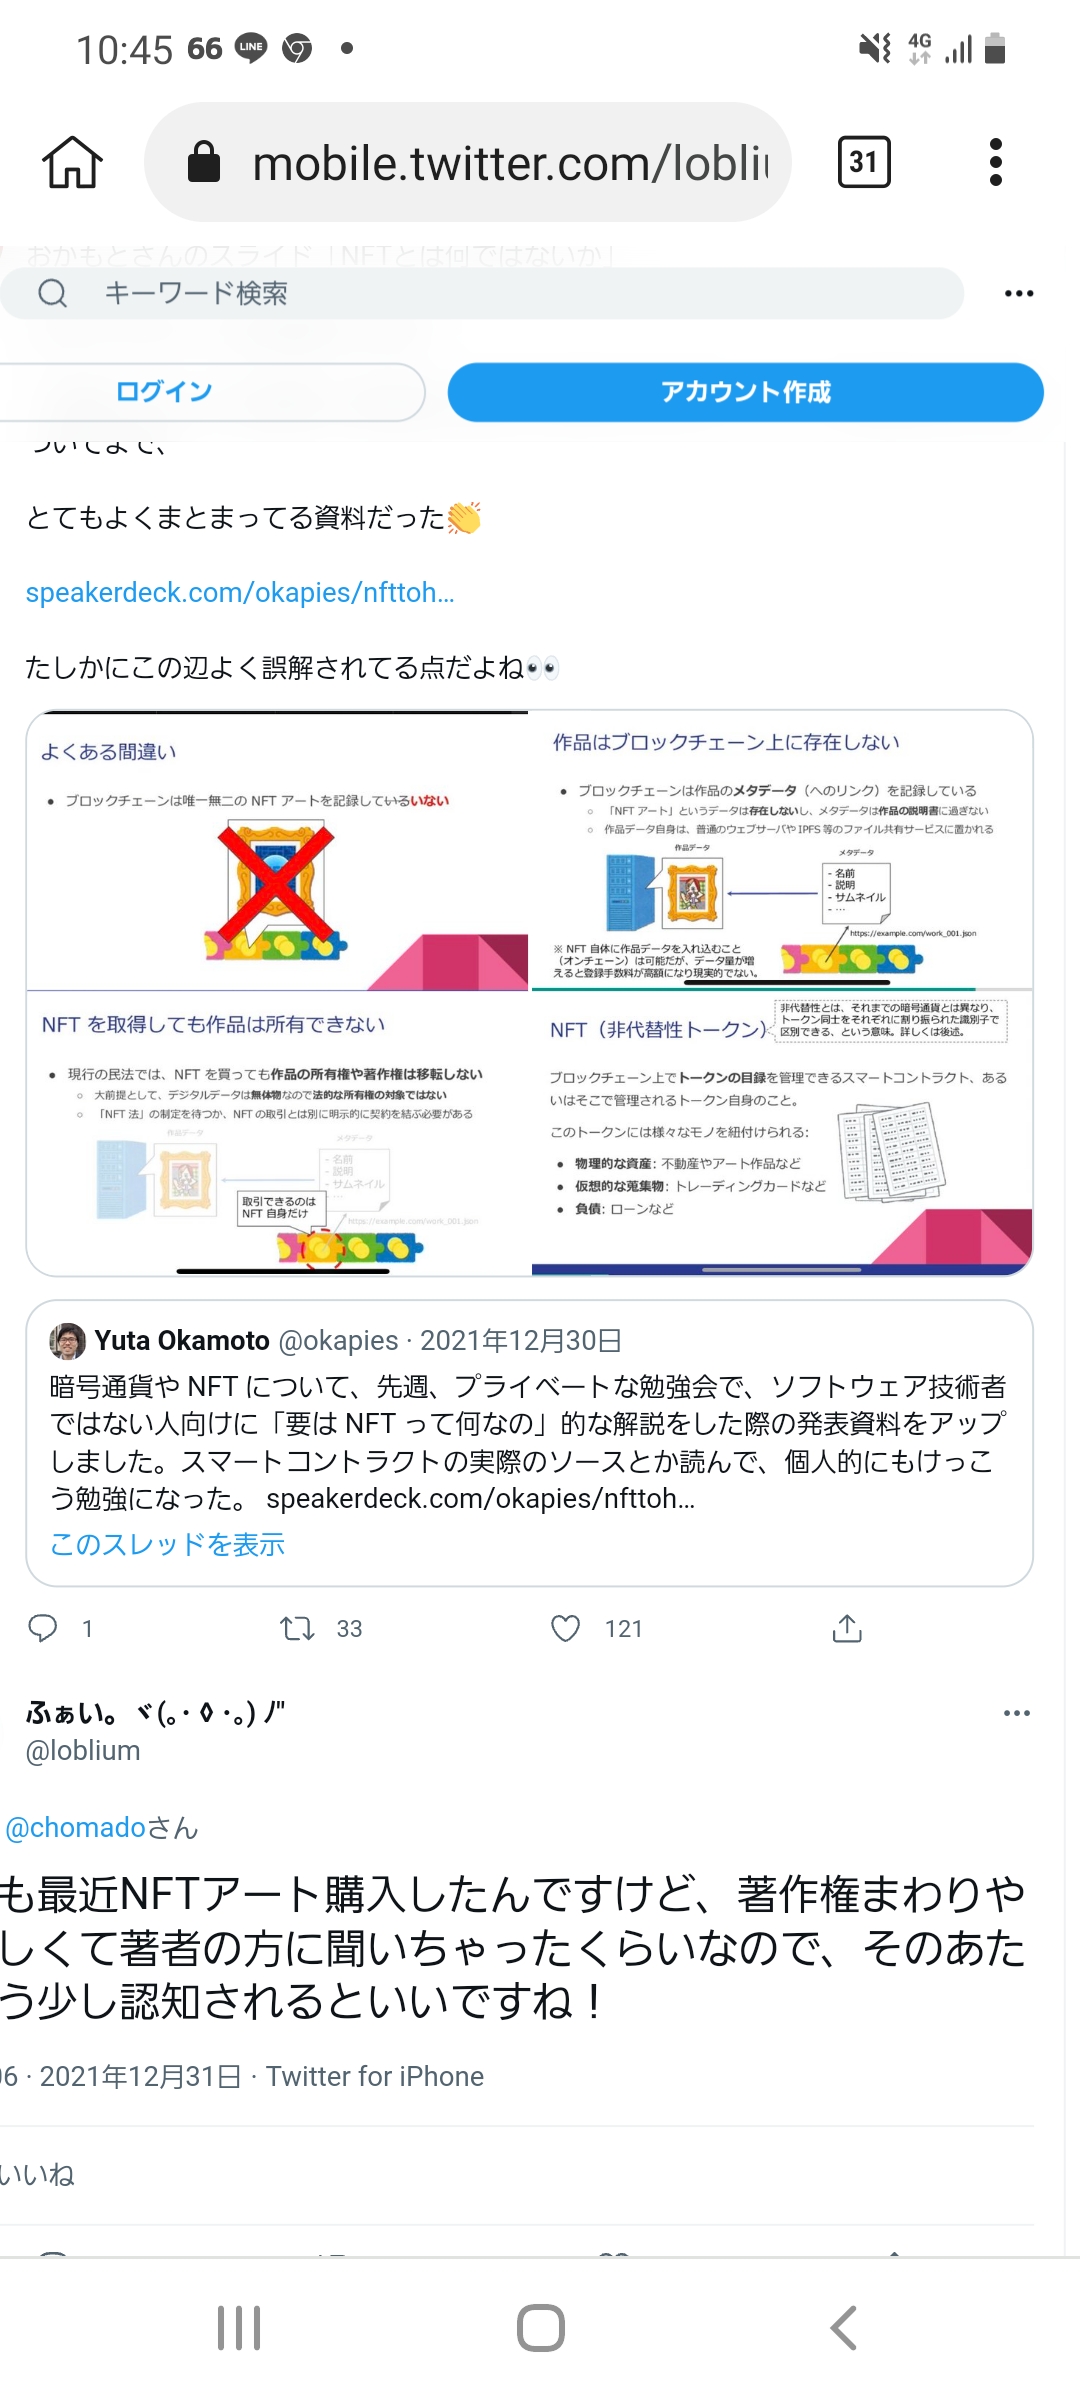 10:45 66 LINE 4G
mobile.twitter.com/lobli
31
おかもとさんのスライド「NFTとは何ではないか」
キーワード検索
ログイン
アカウント作成
ついてまで、
とてもよくまとまってる資料だった👏
speakerdeck.com/okapies/nfttoh…
たしかにこの辺よく誤解されてる点だよね👀
よくある間違い
• ブロックチェーンは唯一無二の NFT アートを記録しているいない
作品はブロックチェーン上に存在しない
• ブロックチェーンは作品のメタデータ（へのリンク）を記録している
○ 「NFT アート」というデータは存在しないし、メタデータは作品の説明書に過ぎない
○ 作品データ自身は、普通のウェブサーバや IPFS 等のファイル共有サービスに置かれる
作品データ
メタデータ
- 名前
- 説明
- サムネイル
- …
https://example.com/work_001.json
※ NFT 自体に作品データを入れ込むこと
（オンチェーン）は可能だが、データ量が増
えると登録手数料が高額になり現実的でない。
NFT を取得しても作品は所有できない
• 現行の民法では、NFT を買っても作品の所有権や著作権は移転しない
○ 大前提として、デジタルデータは無体物なので法的な所有権の対象ではない
○ 「NFT 法」の制定を待つか、NFT の取引とは別に明示的に契約を結ぶ必要がある
作品データ
メタデータ
- 名前
- 説明
- サムネイル
- …
取引できるのは
NFT 自身だけ
https://example.com/work_001.json
NFT（非代替性トークン）
非代替性とは、それまでの暗号通貨とは異なり、
トークン同士をそれぞれに割り振られた識別子で
区別できる、という意味。詳しくは後述。
ブロックチェーン上でトークンの目録を管理できるスマートコントラクト、ある
いはそこで管理されるトークン自身のこと。
このトークンには様々なモノを紐付けられる:
• 物理的な資産: 不動産やアート作品など
• 仮想的な蒐集物: トレーディングカードなど
• 負債: ローンなど
Yuta Okamoto @okapies · 2021年12月30日
暗号通貨や NFT について、先週、プライベートな勉強会で、ソフトウェア技術者
ではない人向けに「要は NFT って何なの」的な解説をした際の発表資料をアップ
しました。スマートコントラクトの実際のソースとか読んで、個人的にもけっこ
う勉強になった。 speakerdeck.com/okapies/nfttoh…
このスレッドを表示
1 33 121
ふぁい。ヾ(｡·◊·｡)ﾉ"
@loblium
@chomadoさん
も最近NFTアート購入したんですけど、著作権まわりや
しくて著者の方に聞いちゃったくらいなので、そのあた
う少し認知されるといいですね！
06 · 2021年12月31日 · Twitter for iPhone
いいね